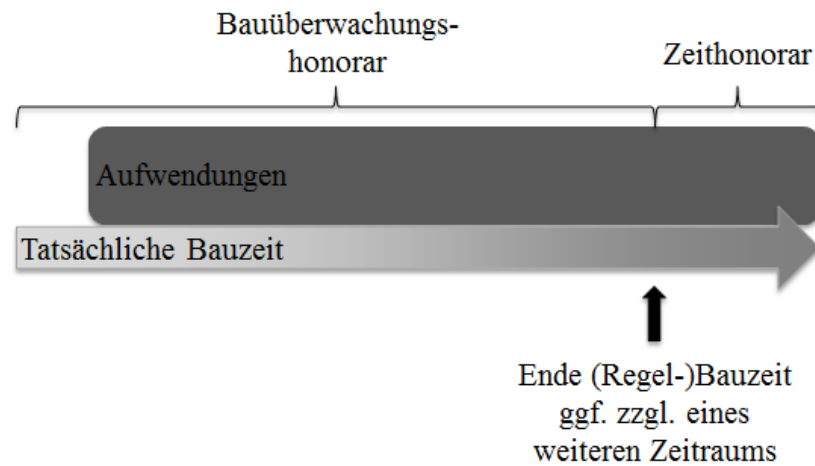 Bauüberwachungs-
honorar
Zeithonorar
Aufwendungen
Tatsächliche Bauzeit
Ende (Regel-)Bauzeit
ggf. zzgl. eines
weiteren Zeitraums